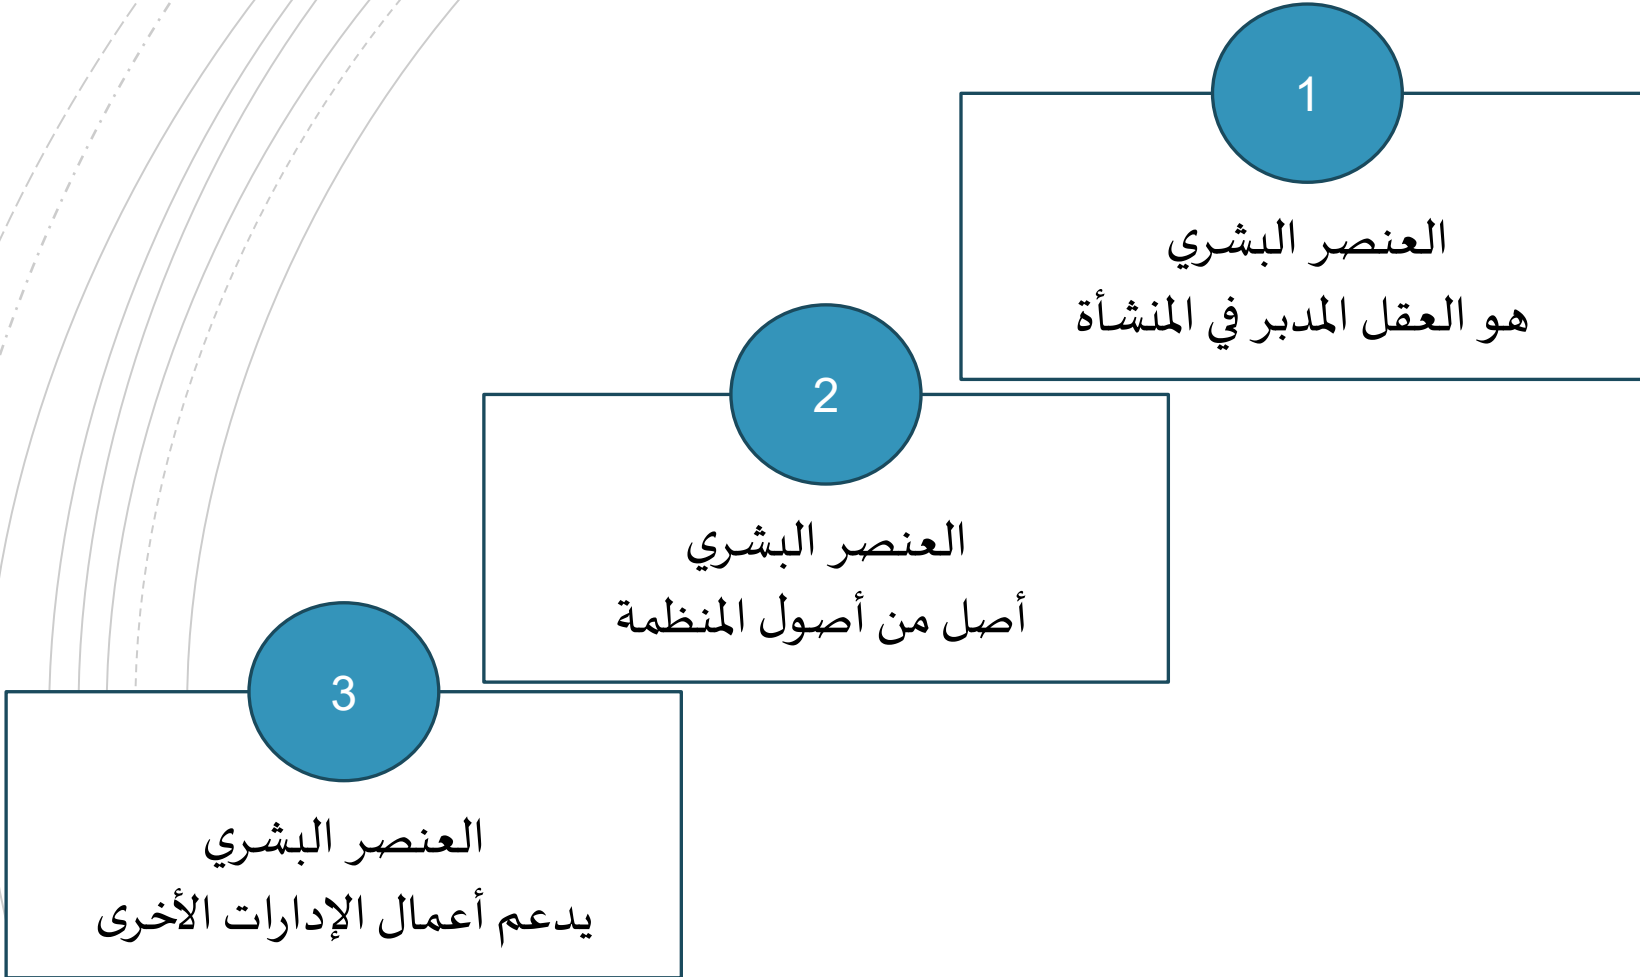 1
العنصر البشري
هو العقل المدبر في المنشأة
2
العنصر البشري
أصل من أصول المنظمة
3
العنصر البشري
يدعم أعمال الإدارات الأخرى